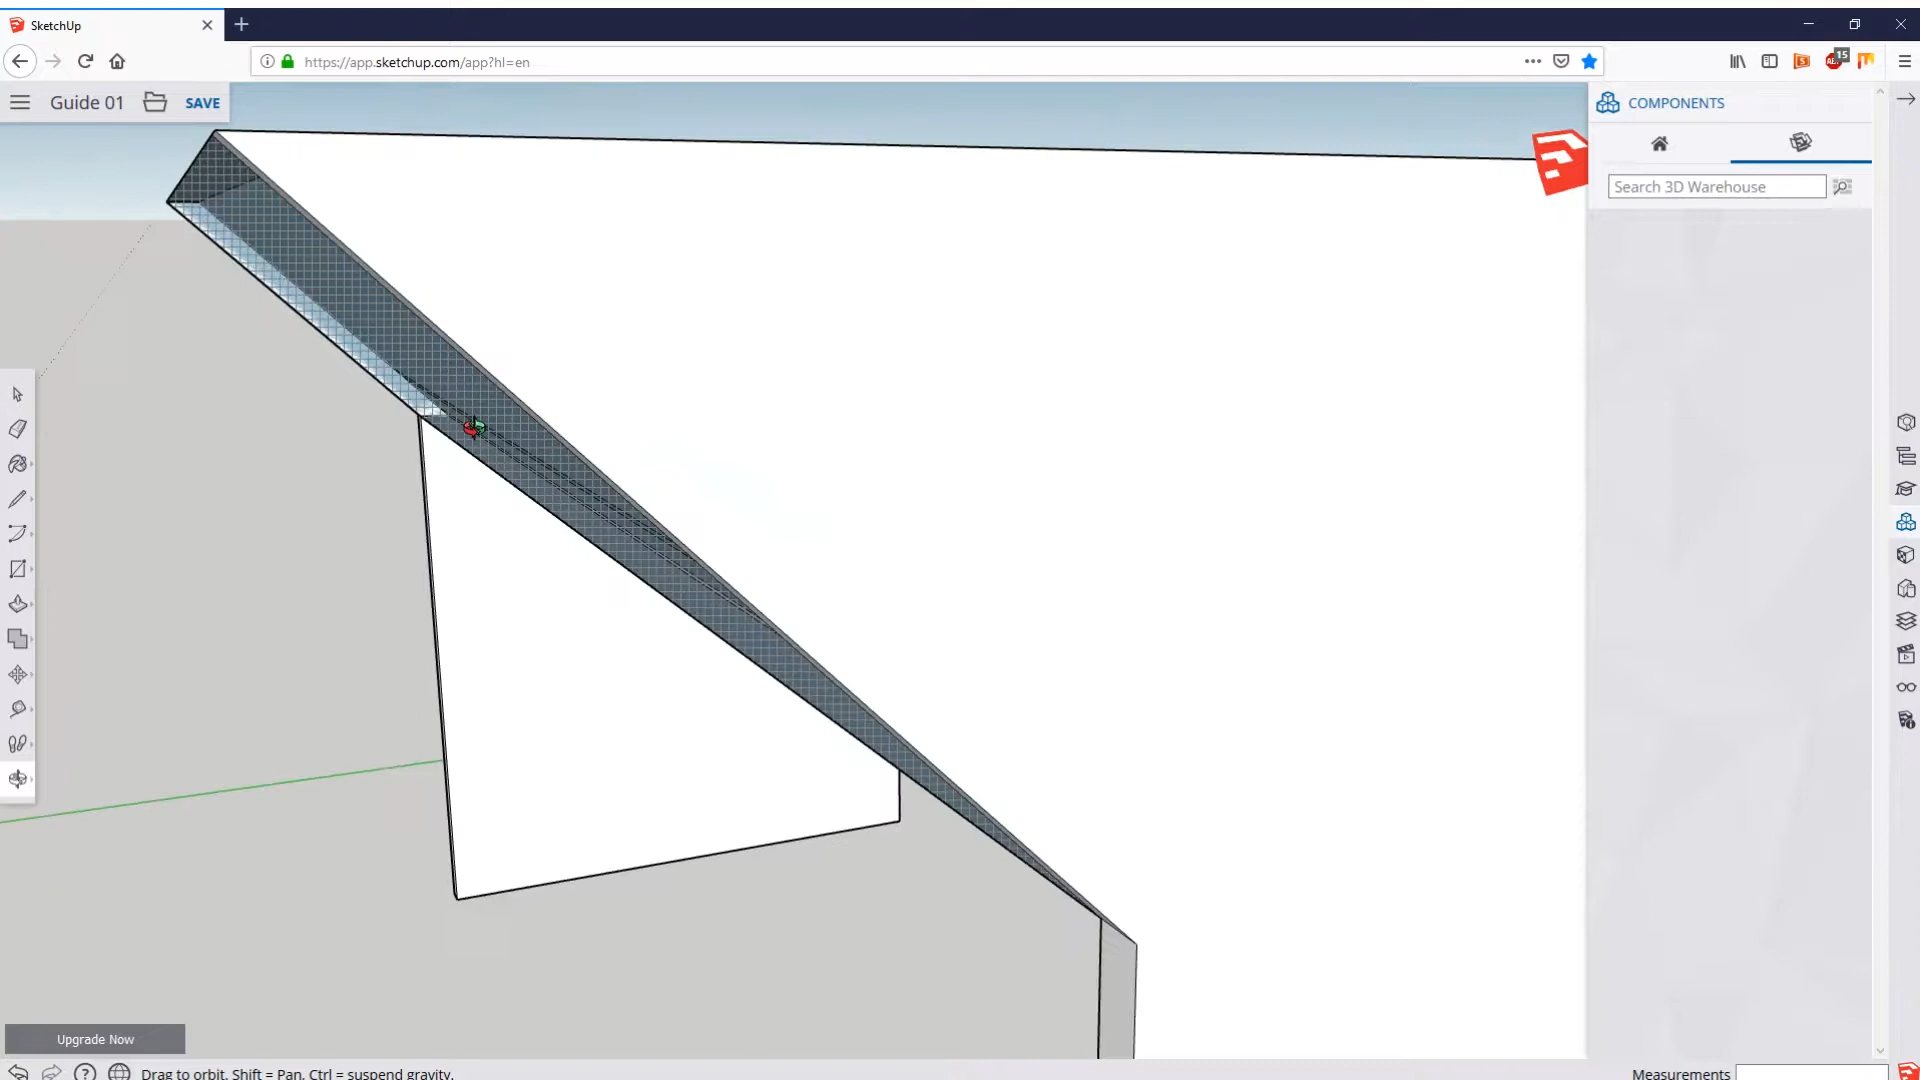 SketchUp
https://app.sketchup.com/app?hl=en
15
Guide 01
SAVE
COMPONENTS
Search 3D Warehouse
Upgrade Now
Drag to orbit. Shift = Pan, Ctrl = suspend gravity.
Measurements